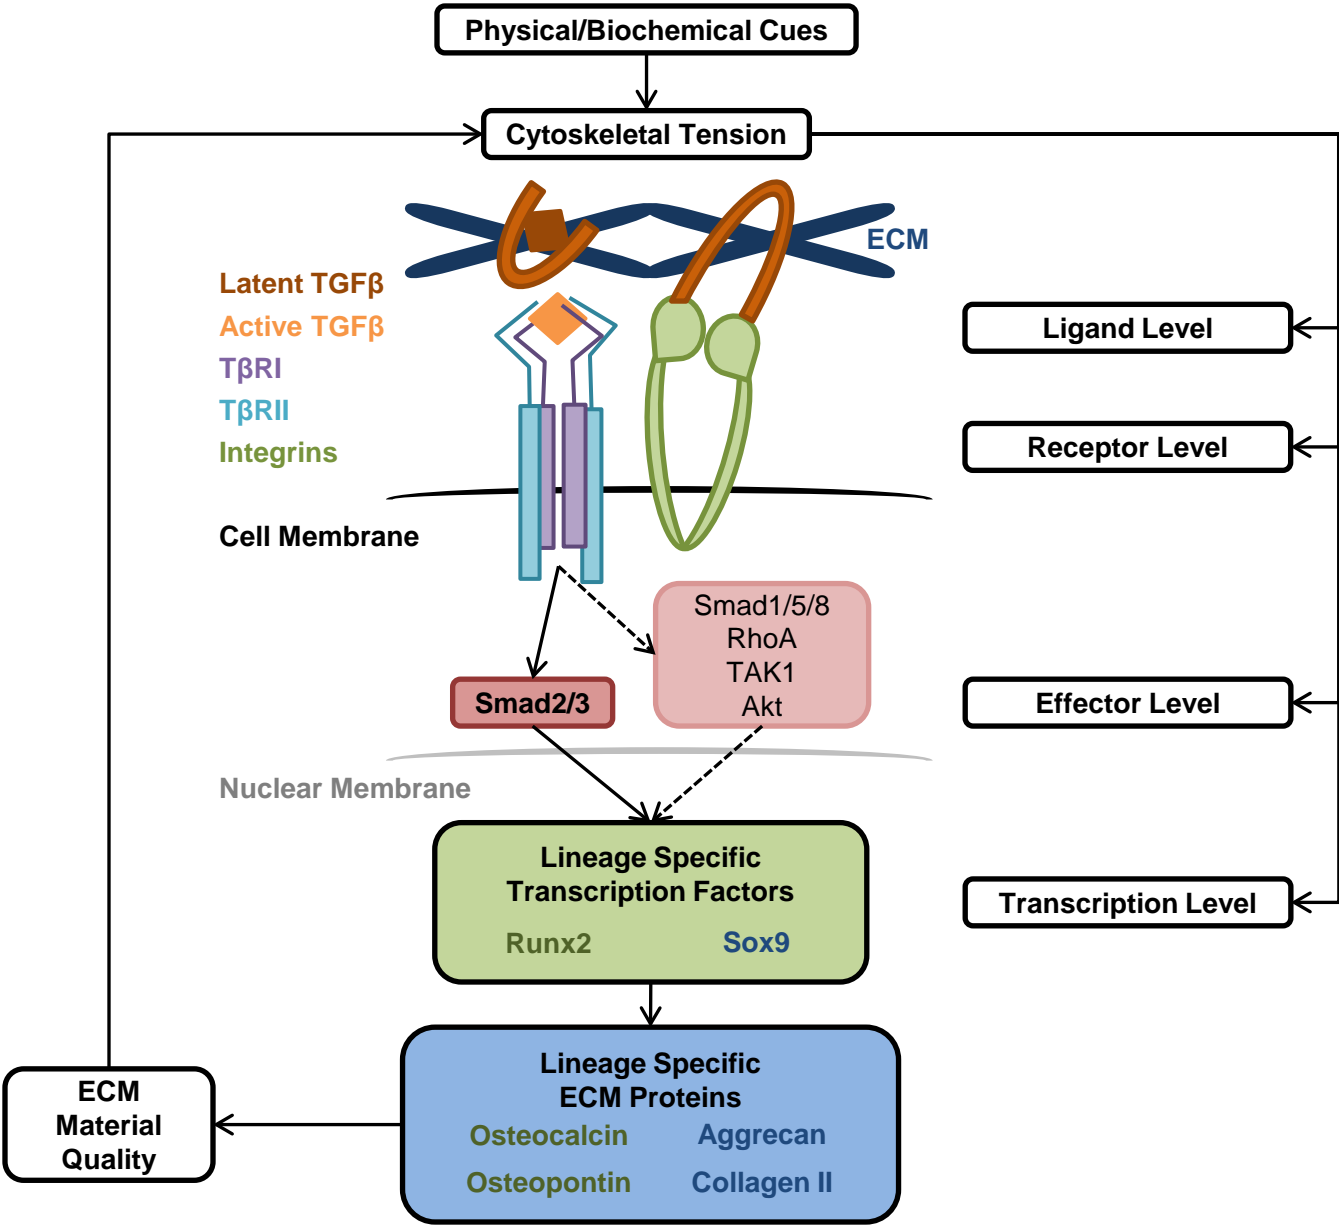 Physical/Biochemical Cues
Cytoskeletal Tension
ECM
Latent TGFβ
Active TGFβ
TβRI
TβRII
Integrins
Ligand Level
Receptor Level
Cell Membrane
Smad1/5/8
RhoA
TAK1
Akt
Smad2/3
Effector Level
Nuclear Membrane
Lineage Specific
Transcription Factors
Runx2 Sox9
Transcription Level
Lineage Specific
ECM Proteins
Osteocalcin Aggrecan
Osteopontin Collagen II
ECM
Material
Quality